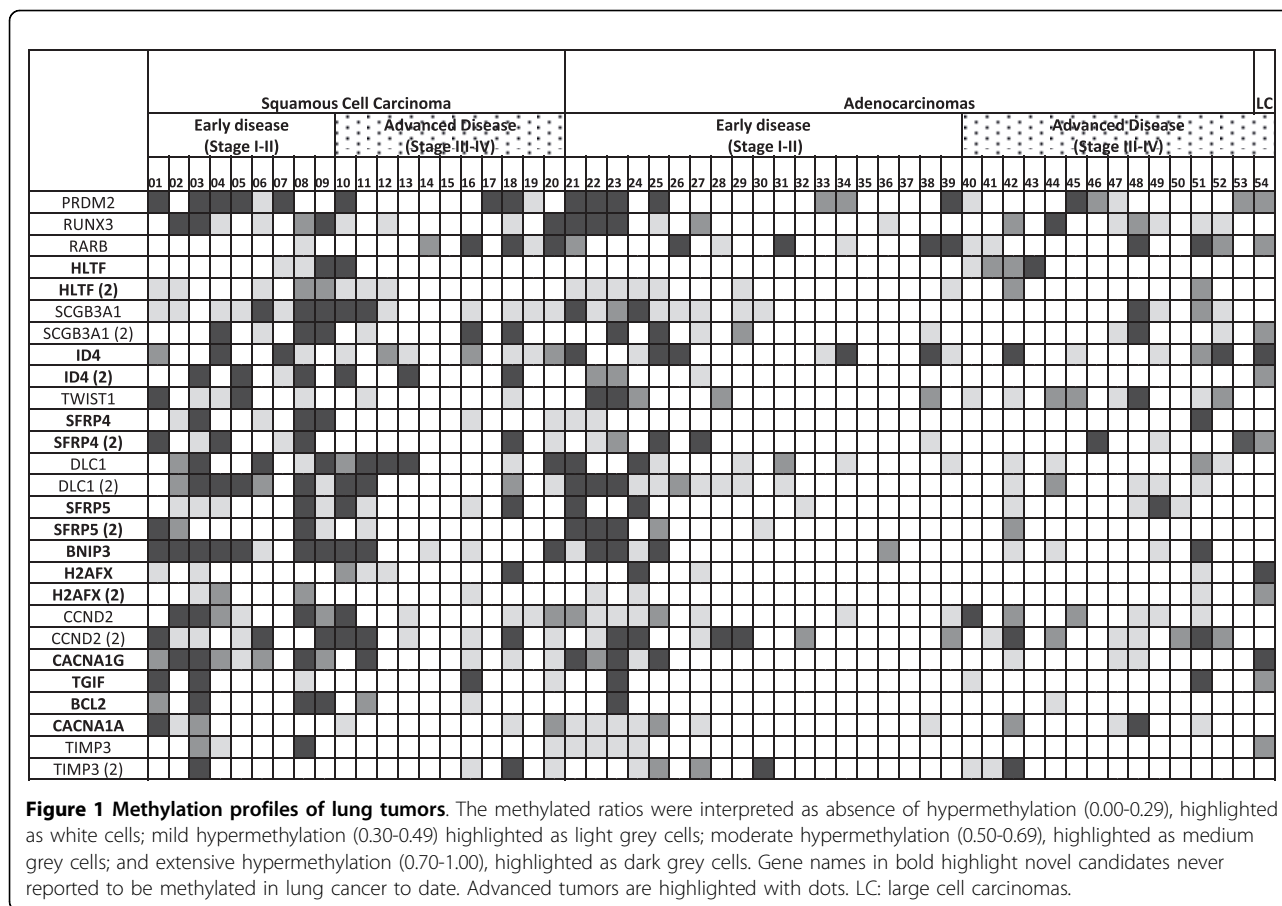 Squamous Cell Carcinoma Adenocarcinomas LC
Early disease Advanced Disease Early disease Advanced Disease
(Stage I-II) (Stage III-IV) (Stage I-II) (Stage III-IV)
01 02 03 04 05 06 07 08 09 10 11 12 13 14 15 16 17 18 19 20 21 22 23 24 25 26 27 28 29 30 31 32 33 34 35 36 37 38 39 40 41 42 43 44 45 46 47 48 49 50 51 52 53 54
PRDM2
RUNX3
RARB
HLTF
HLTF (2)
SCGB3A1
SCGB3A1 (2)
ID4
ID4 (2)
TWIST1
SFRP4
SFRP4 (2)
DLC1
DLC1 (2)
SFRP5
SFRP5 (2)
BNIP3
H2AFX
H2AFX (2)
CCND2
CCND2 (2)
CACNA1G
TGIF
BCL2
CACNA1A
TIMP3
TIMP3 (2)
Figure 1 Methylation profiles of lung tumors. The methylated ratios were interpreted as absence of hypermethylation (0.00-0.29), highlighted
as white cells; mild hypermethylation (0.30-0.49) highlighted as light grey cells; moderate hypermethylation (0.50-0.69), highlighted as medium
grey cells; and extensive hypermethylation (0.70-1.00), highlighted as dark grey cells. Gene names in bold highlight novel candidates never
reported to be methylated in lung cancer to date. Advanced tumors are highlighted with dots. LC: large cell carcinomas.